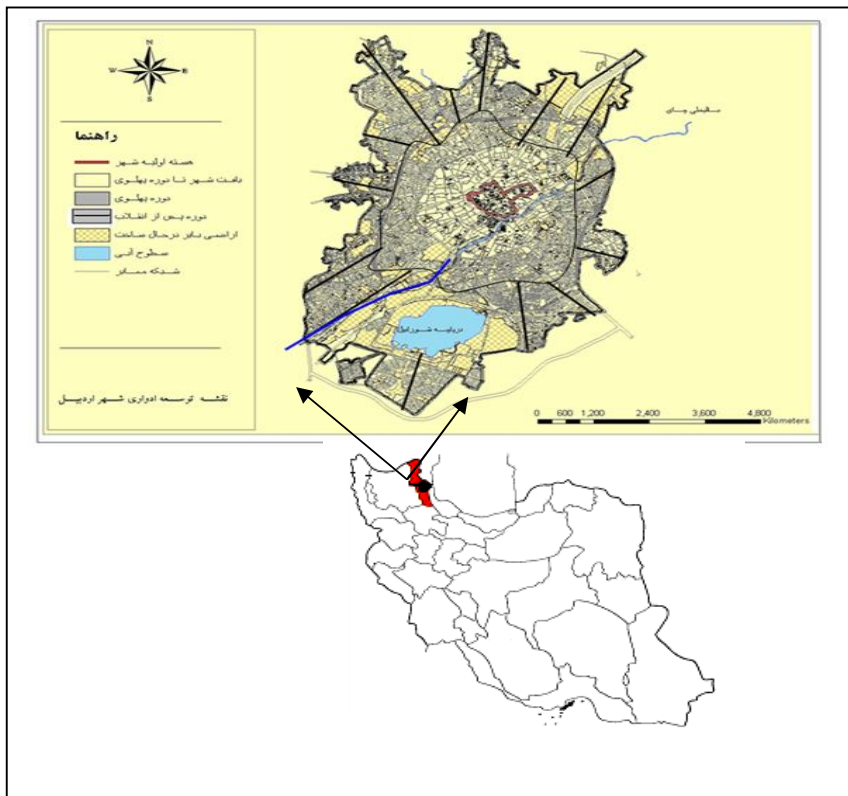 N
W E
S
راهنما
هسته اولیه شهر
بافت شهر تا دوره پهلوی
دوره پهلوی
دوره پس از انقلاب
اراضی بایر درحال ساخت
سطوح آبی
شبکه معابر
نقشه توسعه ادواری شهر اردبیل
دریاچه شورابیل
0 600 1,200 2,400 3,600 4,800
Kilometers